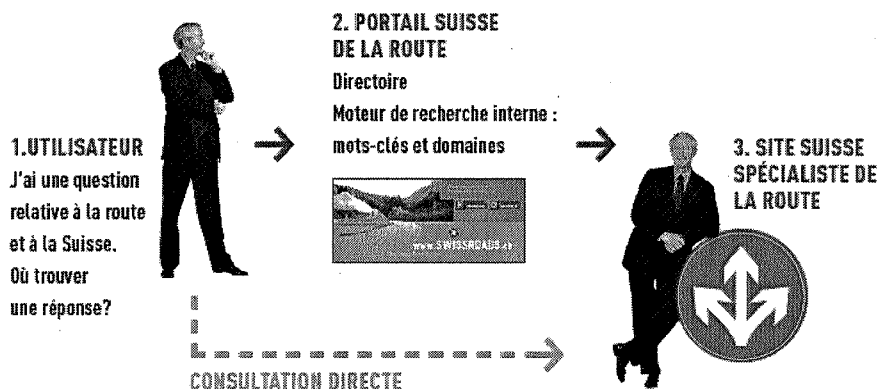 1.UTILISATEUR
J'ai une question
relative à la route
et à la Suisse.
Où trouver
une réponse?
2. PORTAIL SUISSE
DE LA ROUTE
Directoire
Moteur de recherche interne :
mots-clés et domaines
www.SWISSROADS.ch
3. SITE SUISSE
SPÉCIALISTE DE
LA ROUTE
CONSULTATION DIRECTE